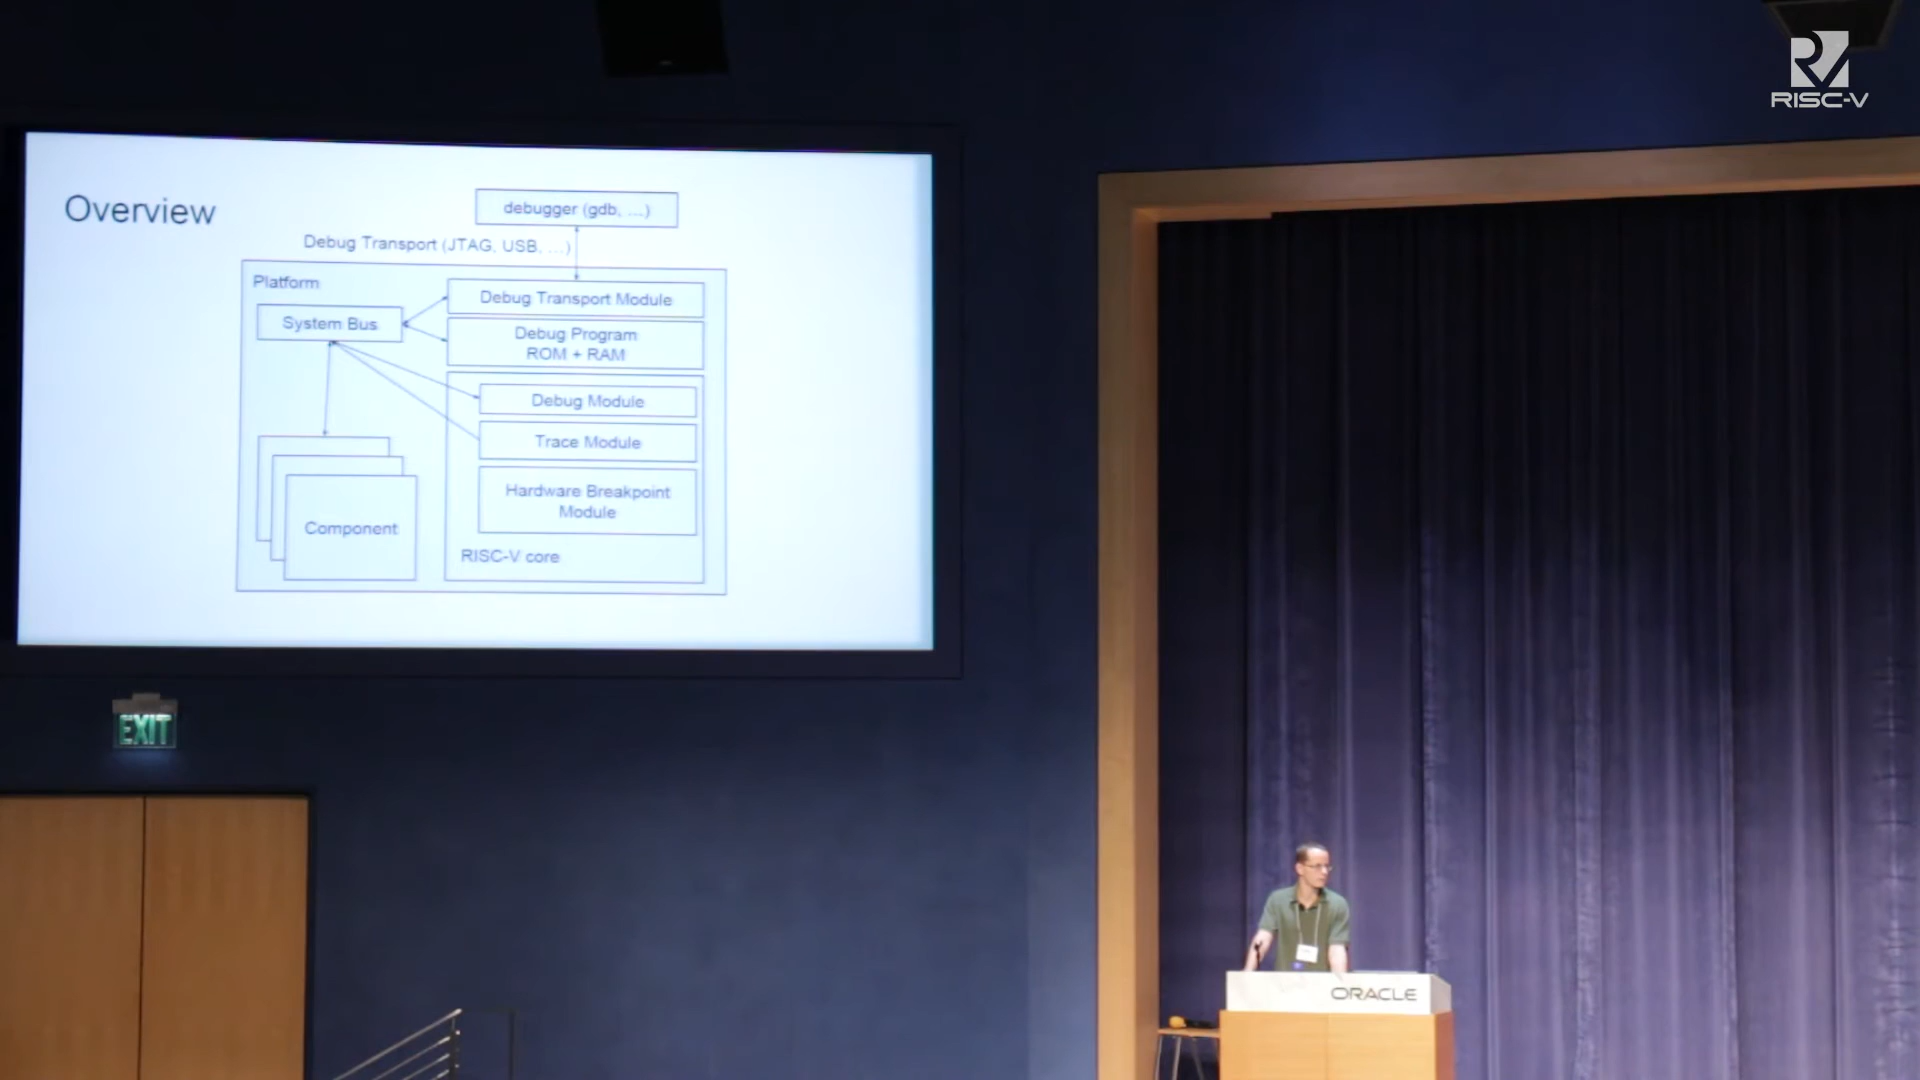 RISC-V
Overview
debugger (gdb, ...)
Debug Transport (JTAG, USB, ...)
Platform
Debug Transport Module
System Bus
Debug Program
ROM + RAM
Debug Module
Trace Module
Hardware Breakpoint
Module
Component
RISC-V core
EXIT
ORACLE